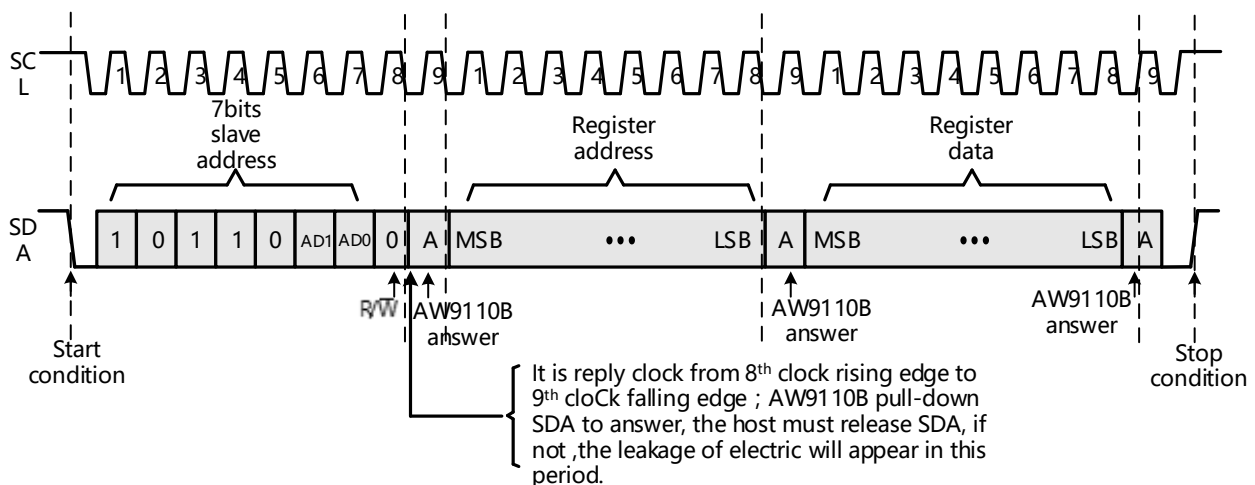 SC
L
1 2 3 4 5 6 7 8 9 1 2 3 4 5 6 7 8 9 1 2 3 4 5 6 7 8 9
7bits
slave
address
Register
address
Register
data
SD
A
1 0 1 1 0 AD1 AD0 0 A MSB ••• LSB A MSB ••• LSB A
R/W̅
AW9110B
answer
AW9110B
answer
AW9110B
answer
Start
condition
Stop
condition
It is reply clock from 8th clock rising edge to
9th cloCk falling edge ; AW9110B pull-down
SDA to answer, the host must release SDA, if
not ,the leakage of electric will appear in this
period.